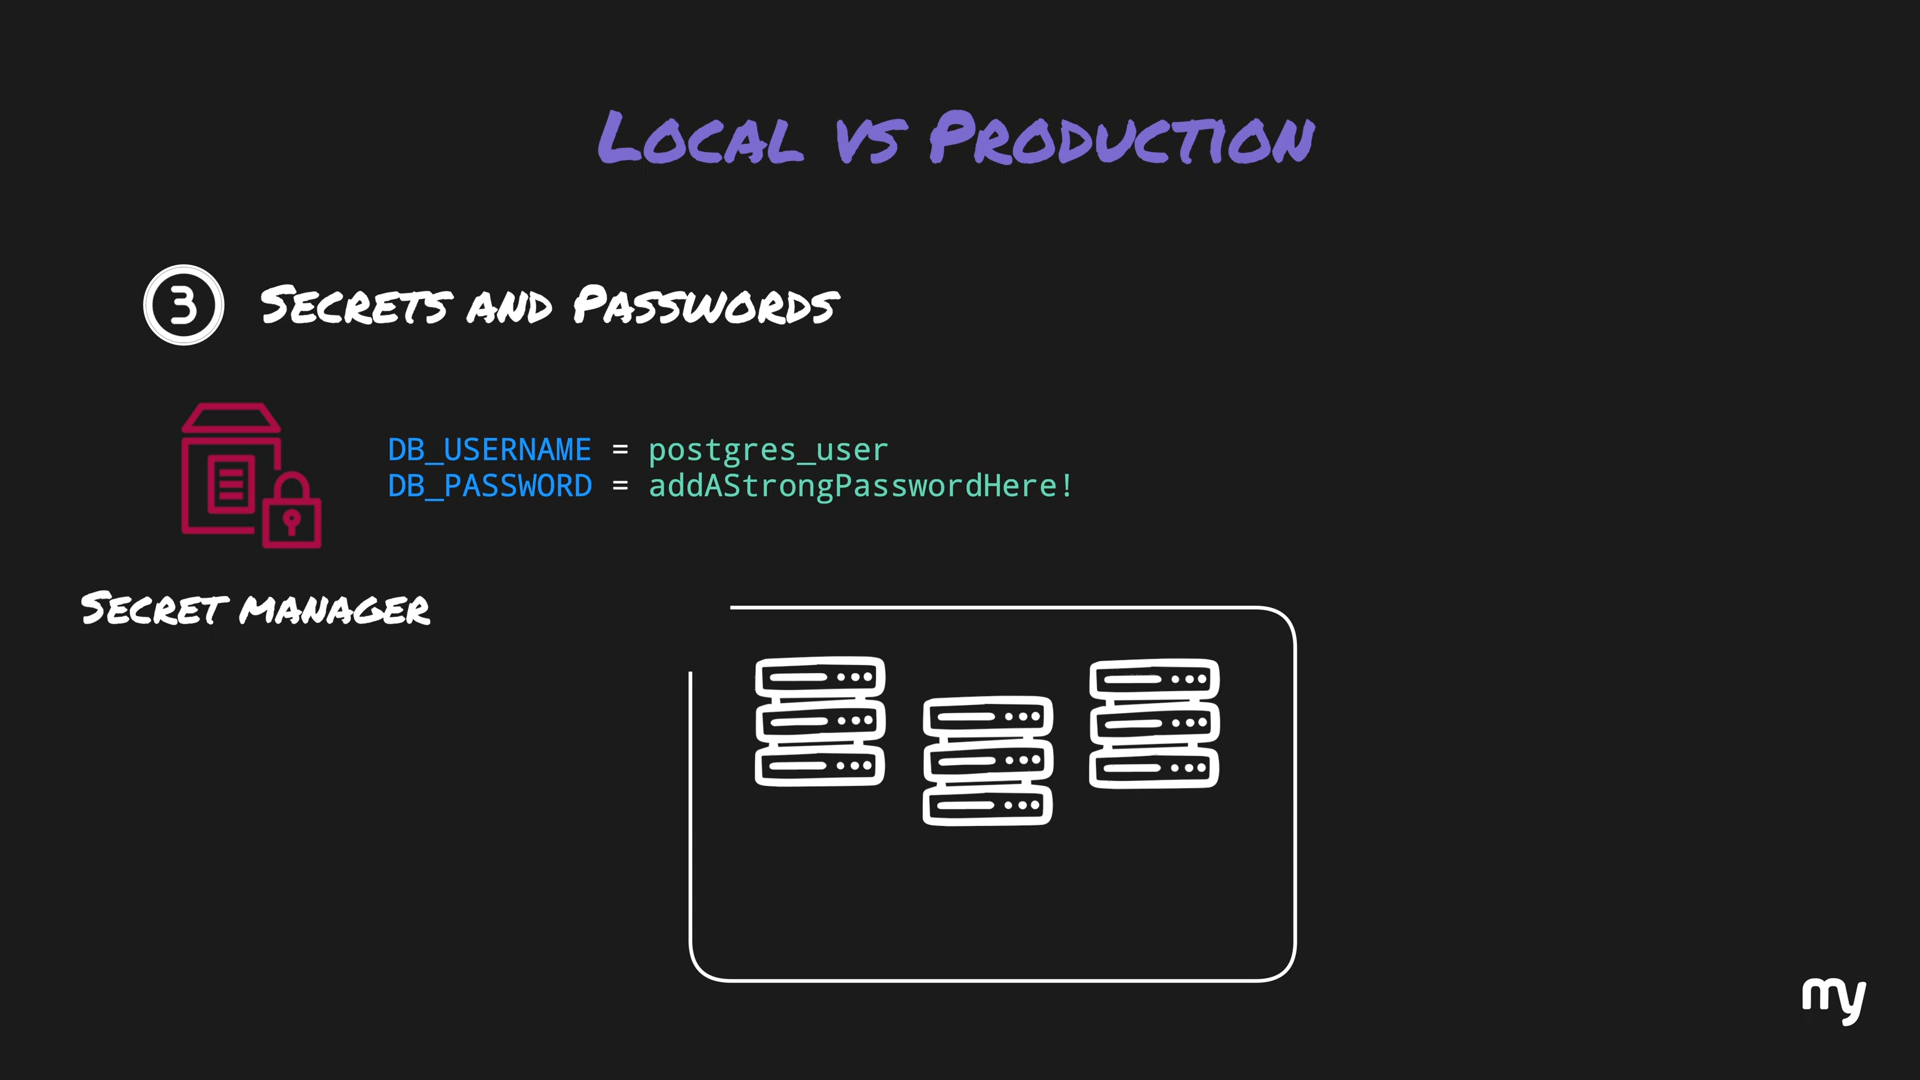 Local vs Production
3 Secrets and Passwords
DB_USERNAME = postgres_user
DB_PASSWORD = addAStrongPasswordHere!
Secret manager
my